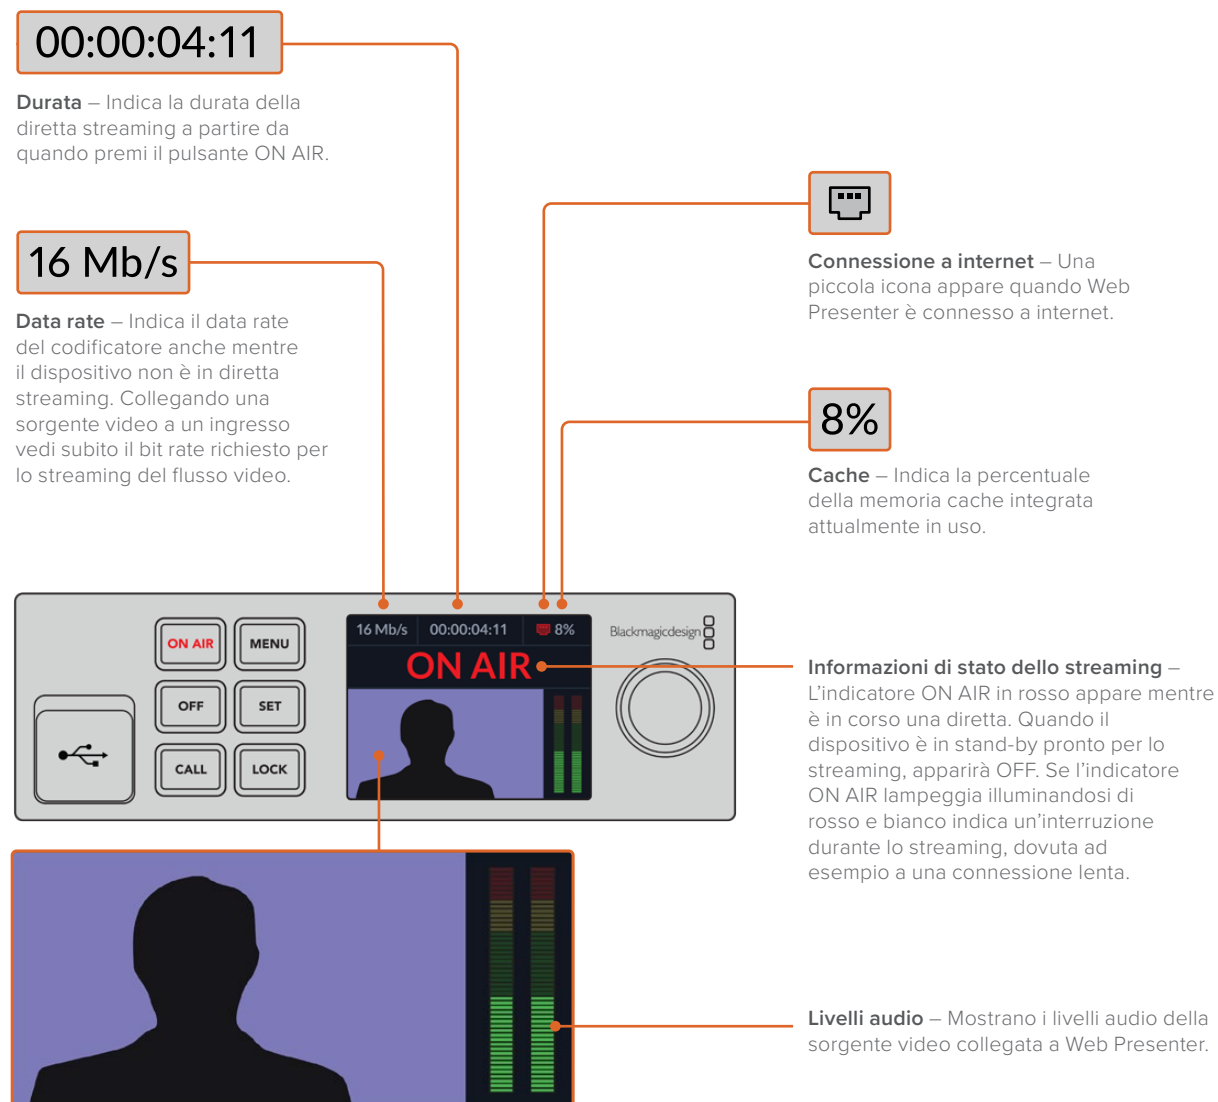 00:00:04:11
Durata – Indica la durata della
diretta streaming a partire da
quando premi il pulsante ON AIR.
16 Mb/s
Data rate – Indica il data rate
del codificatore anche mentre
il dispositivo non è in diretta
streaming. Collegando una
sorgente video a un ingresso
vedi subito il bit rate richiesto per
lo streaming del flusso video.
Connessione a internet – Una
piccola icona appare quando Web
Presenter è connesso a internet.
8%
Cache – Indica la percentuale
della memoria cache integrata
attualmente in uso.
ON AIR
MENU
OFF
SET
CALL
LOCK
16 Mb/s
00:00:04:11
8%
ON AIR
Blackmagicdesign
Informazioni di stato dello streaming –
L’indicatore ON AIR in rosso appare mentre
è in corso una diretta. Quando il
dispositivo è in stand-by pronto per lo
streaming, apparirà OFF. Se l’indicatore
ON AIR lampeggia illuminandosi di
rosso e bianco indica un’interruzione
durante lo streaming, dovuta ad
esempio a una connessione lenta.
Livelli audio – Mostrano i livelli audio della
sorgente video collegata a Web Presenter.